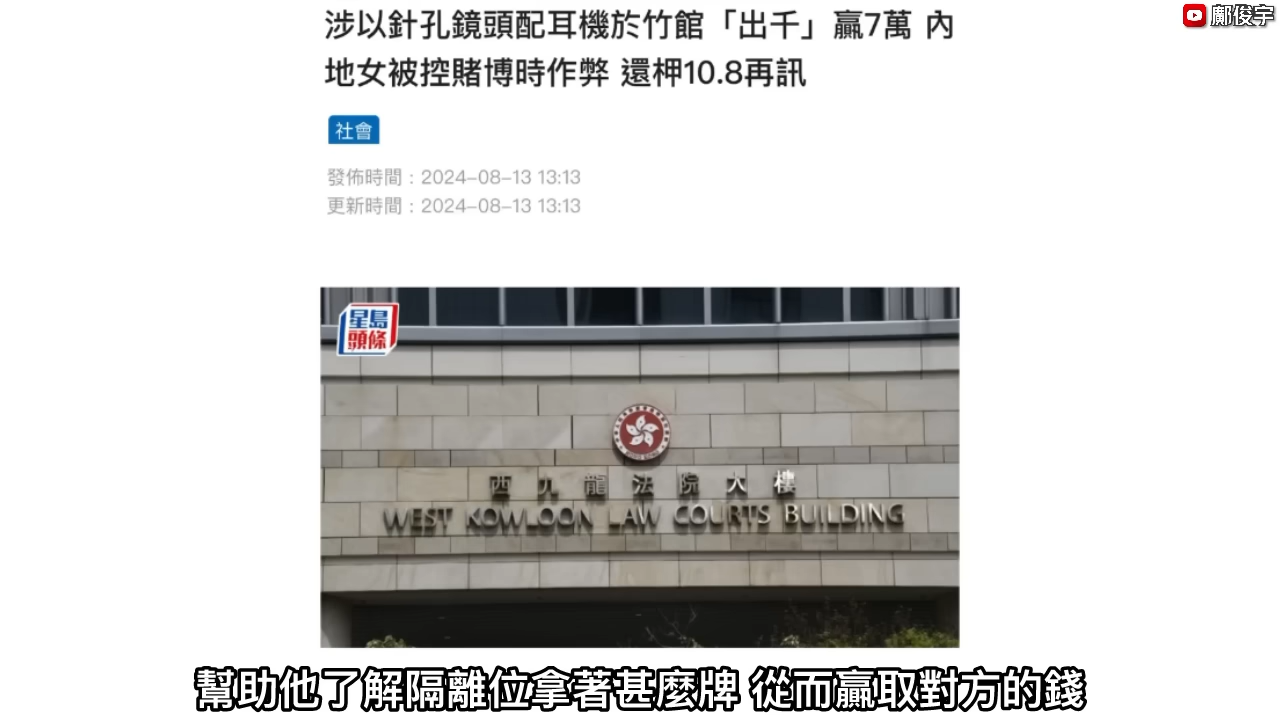 鄺俊宇
涉以針孔鏡頭配耳機於竹館「出千」贏7萬 內
地女被控賭博時作弊 還柙10.8再訊
社會
發佈時間：2024-08-13 13:13
更新時間：2024-08-13 13:13
星島
頭條
西九龍法院大樓
WEST KOWLOON LAW COURTS BUILDING
幫助他了解隔離位拿著甚麼牌 從而贏取對方的錢